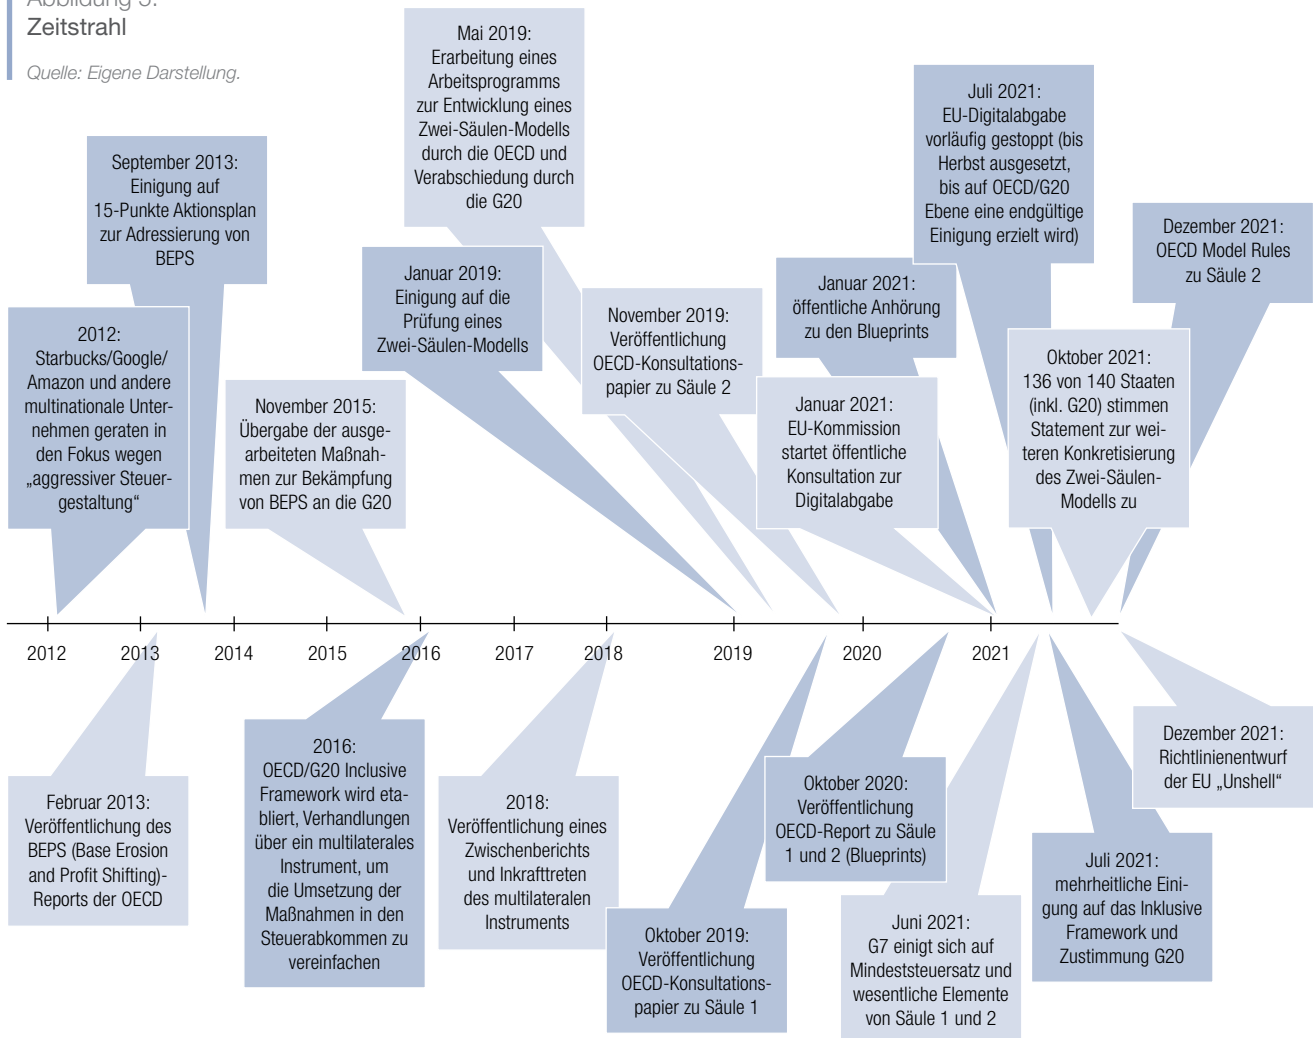 Abbildung 5:
Zeitstrahl
Quelle: Eigene Darstellung.
Mai 2019:
Erarbeitung eines
Arbeitsprogramms
zur Entwicklung eines
Zwei-Säulen-Modells
durch die OECD und
Verabschiedung durch
die G20
Juli 2021:
EU-Digitalabgabe
vorläufig gestoppt (bis
Herbst ausgesetzt,
bis auf OECD/G20
Ebene eine endgültige
Einigung erzielt wird)
September 2013:
Einigung auf
15-Punkte Aktionsplan
zur Adressierung von
BEPS
Dezember 2021:
OECD Model Rules
zu Säule 2
Januar 2019:
Einigung auf die
Prüfung eines
Zwei-Säulen-Modells
Januar 2021:
öffentliche Anhörung
zu den Blueprints
November 2019:
Veröffentlichung
OECD-Konsultations-
papier zu Säule 2
2012:
Starbucks/Google/
Amazon und andere
multinationale Unter-
nehmen geraten in
den Fokus wegen
„aggressiver Steuer-
gestaltung“
Oktober 2021:
136 von 140 Staaten
(inkl. G20) stimmen
Statement zur wei-
teren Konkretisierung
des Zwei-Säulen-
Modells zu
November 2015:
Übergabe der ausge-
arbeiteten Maßnah-
men zur Bekämpfung
von BEPS an die G20
Januar 2021:
EU-Kommission
startet öffentliche
Konsultation zur
Digitalabgabe
2012 2013 2014 2015 2016 2017 2018 2019 2020 2021
Februar 2013:
Veröffentlichung des
BEPS (Base Erosion
and Profit Shifting)-
Reports der OECD
2016:
OECD/G20 Inclusive
Framework wird eta-
bliert, Verhandlungen
über ein multilaterales
Instrument, um
die Umsetzung der
Maßnahmen in den
Steuerabkommen zu
vereinfachen
2018:
Veröffentlichung eines
Zwischenberichts
und Inkrafttreten
des multilateralen
Instruments
Oktober 2019:
Veröffentlichung
OECD-Konsultations-
papier zu Säule 1
Oktober 2020:
Veröffentlichung
OECD-Report zu Säule
1 und 2 (Blueprints)
Juni 2021:
G7 einigt sich auf
Mindeststeuersatz und
wesentliche Elemente
von Säule 1 und 2
Juli 2021:
mehrheitliche Eini-
gung auf das Inklusive
Framework und
Zustimmung G20
Dezember 2021:
Richtlinienentwurf
der EU „Unshell“